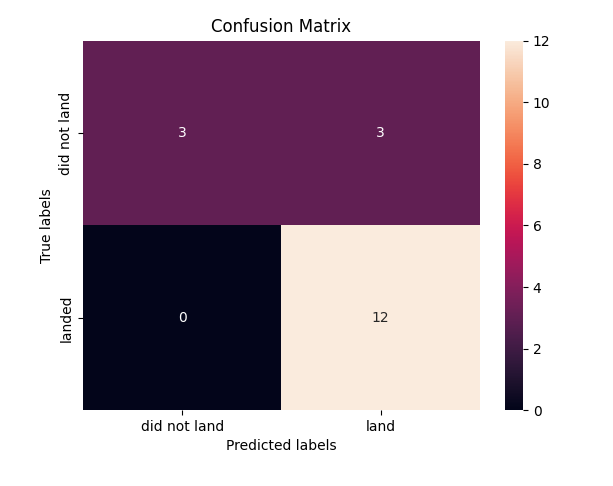 Confusion Matrix
True labels
did not land
landed
3
3
0
12
did not land
land
Predicted labels
12
10
8
6
4
2
0